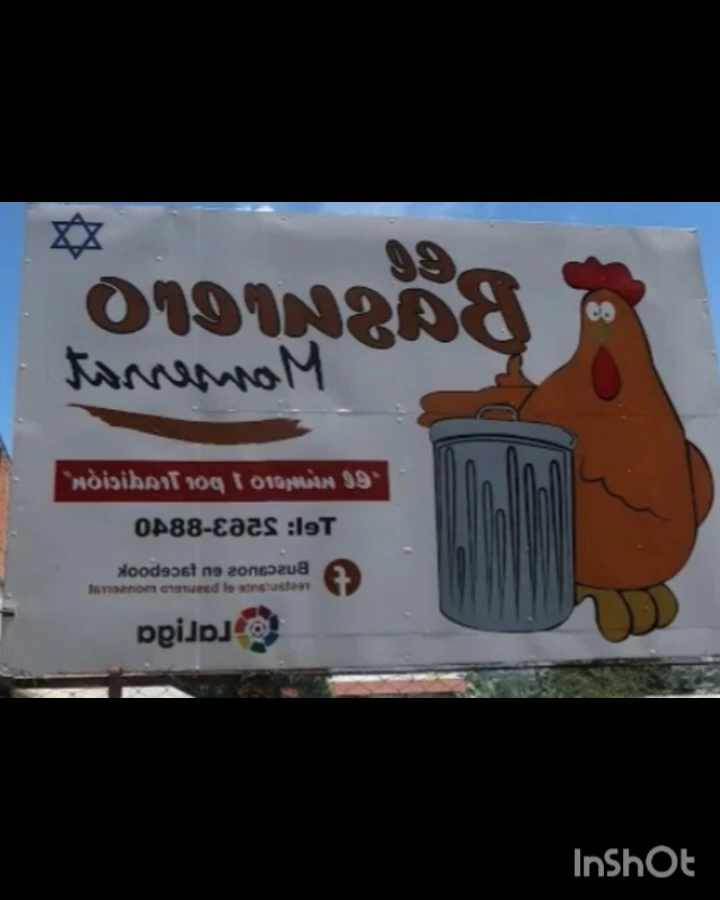 El
Basurero
Monserrat
"El número 1 por Tradición"
Tel: 2563-8840
Buscanos en facebook
restaurante el basurero monserrat
LaLiga
InShOt